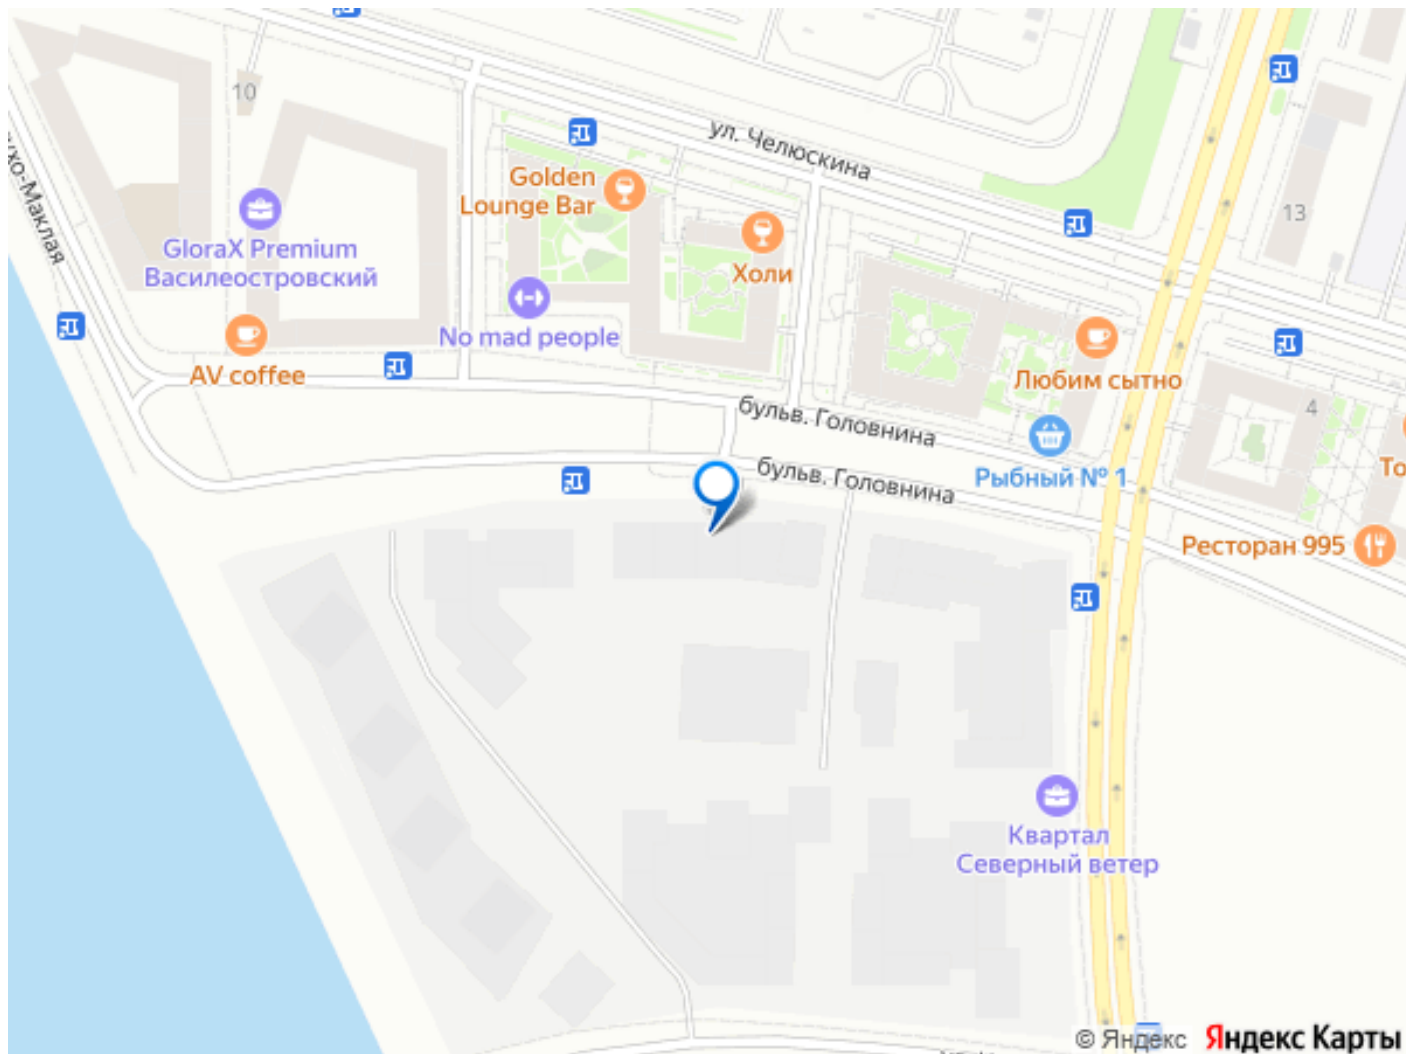 10
ул. Челюскина
Golden
Lounge Bar
13
GloraX Premium
Василеостровский
Холи
No mad people
AV coffee
Любим сытно
4
бульв. Головнина
бульв. Головнина
Рыбный № 1
То
Ресторан 995
Квартал
Северный ветер
ухо-Маклая
© Яндекс Яндекс Карты